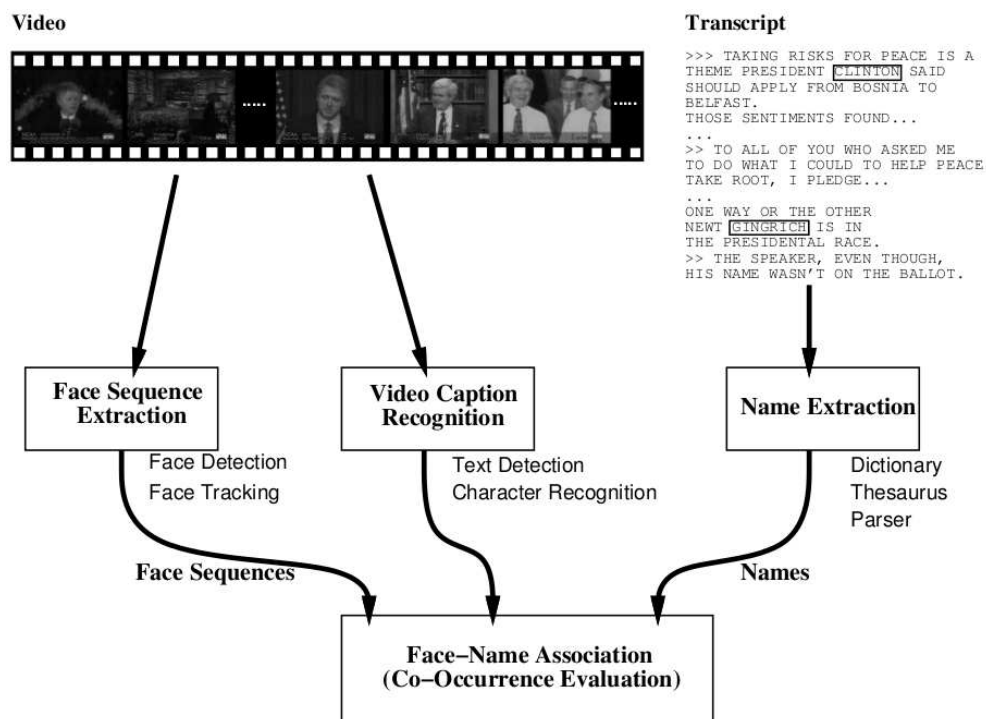 Video
Transcript
>>> TAKING RISKS FOR PEACE IS A
THEME PRESIDENT CLINTON SAID
SHOULD APPLY FROM BOSNIA TO
BELFAST.
THOSE SENTIMENTS FOUND...
...
>> TO ALL OF YOU WHO ASKED ME
TO DO WHAT I COULD TO HELP PEACE
TAKE ROOT, I PLEDGE...
...
ONE WAY OR THE OTHER
NEWT GINGRICH IS IN
THE PRESIDENTAL RACE.
>> THE SPEAKER, EVEN THOUGH,
HIS NAME WASN'T ON THE BALLOT.
Face Sequence
Extraction
Face Detection
Face Tracking
Video Caption
Recognition
Text Detection
Character Recognition
Name Extraction
Dictionary
Thesaurus
Parser
Face Sequences
Names
Face−Name Association
(Co−Occurrence Evaluation)